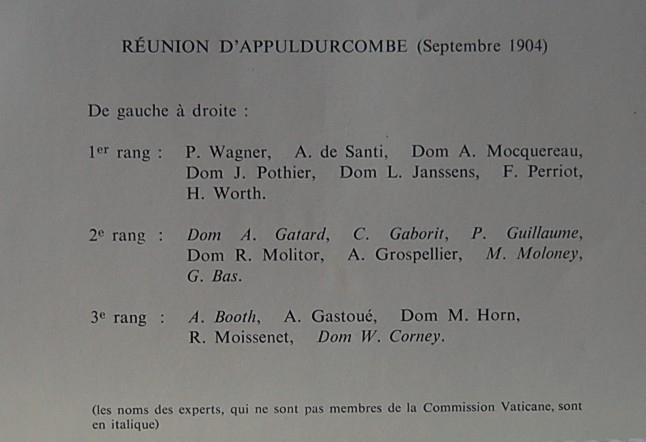 RÉUNION D'APPULDURCOMBE (Septembre 1904)
De gauche à droite :
1er rang : P. Wagner, A. de Santi, Dom A. Mocquereau,
Dom J. Pothier, Dom L. Janssens, F. Perriot,
H. Worth.
2e rang : Dom A. Gatard, C. Gaborit, P. Guillaume,
Dom R. Molitor, A. Grospellier, M. Moloney,
G. Bas.
3e rang : A. Booth, A. Gastoué, Dom M. Horn,
R. Moissenet, Dom W. Corney.
(les noms des experts, qui ne sont pas membres de la Commission Vaticane, sont
en italique)